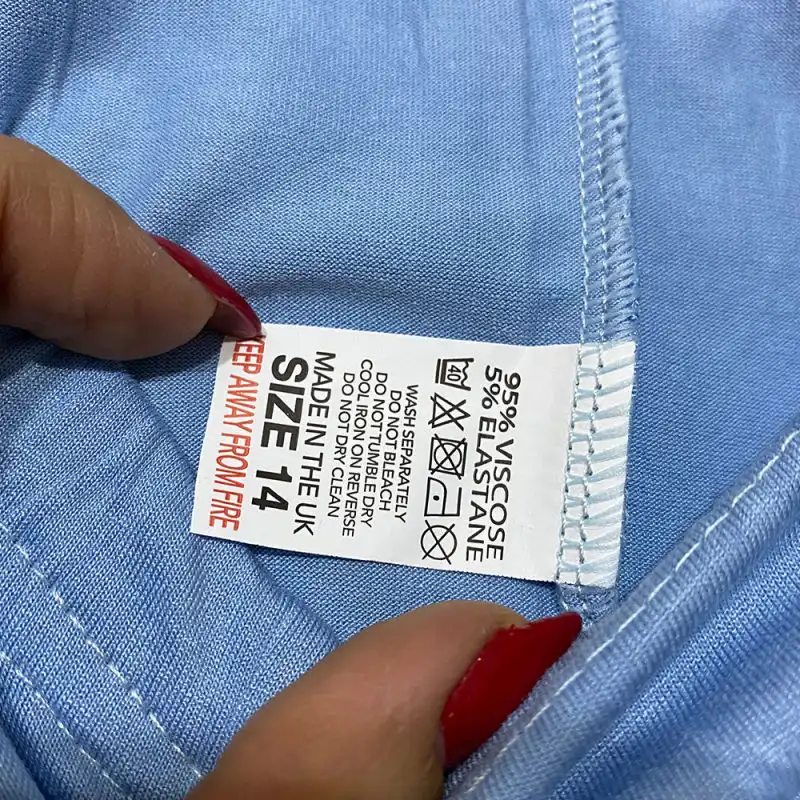 95% VISCOSE
5% ELASTANE
40
WASH SEPARATELY
DO NOT BLEACH
DO NOT TUMBLE DRY
COOL IRON ON REVERSE
DO NOT DRY CLEAN
MADE IN THE UK
SIZE 14
KEEP AWAY FROM FIRE